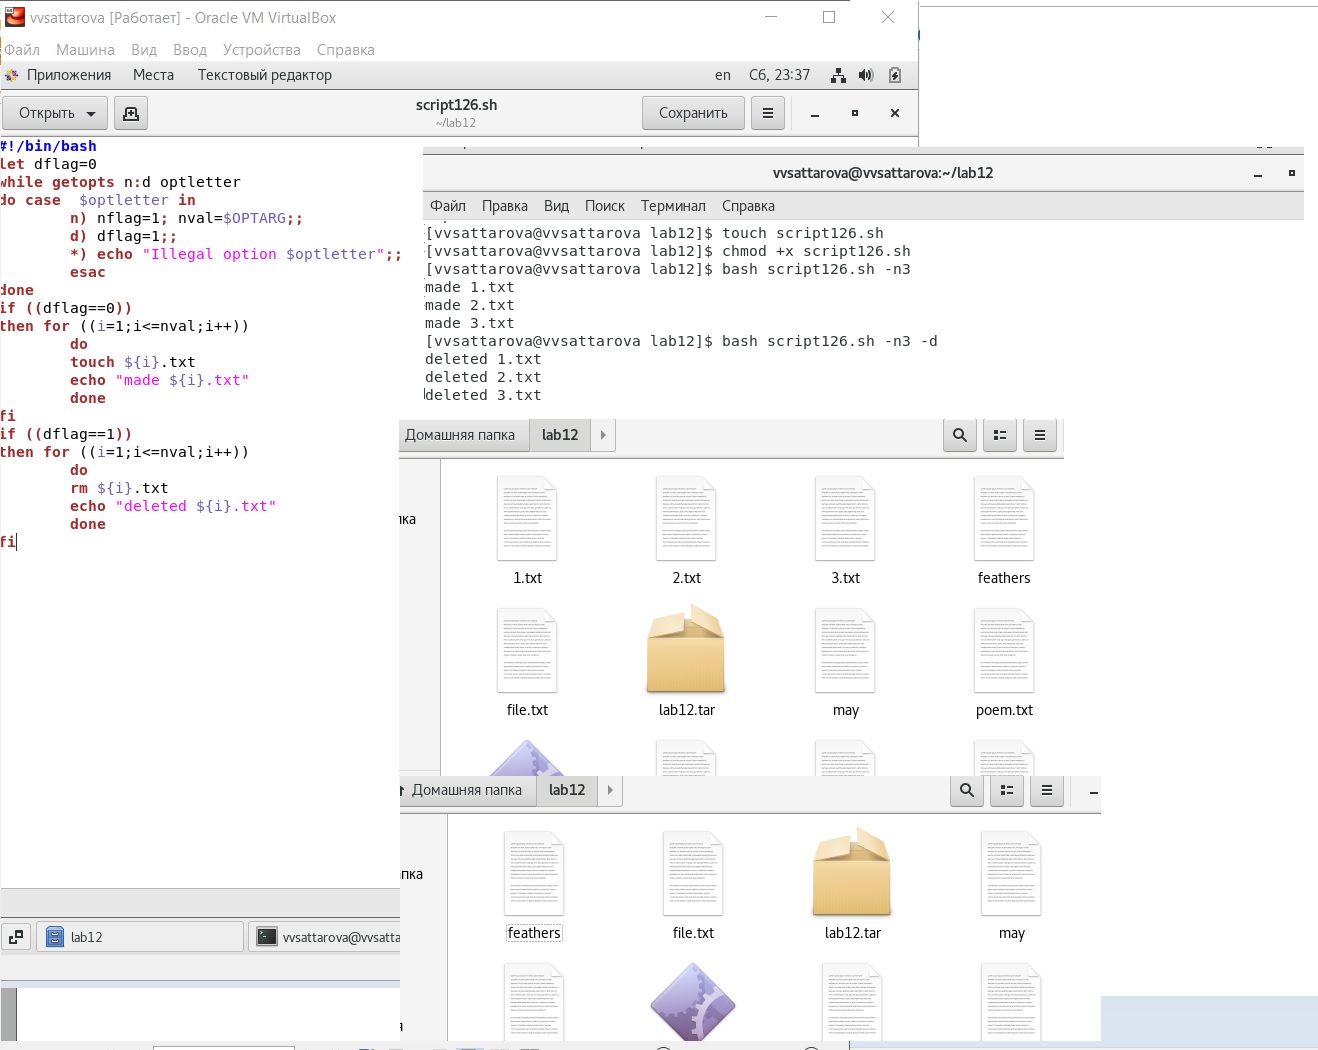 vvsattarova [Работает] - Oracle VM VirtualBox
Файл Машина Вид Ввод Устройства Справка
Приложения Места Текстовый редактор en Сб, 23:37
Открыть script126.sh Сохранить
~/lab12
#!/bin/bash
let dflag=0
while getopts n:d optletter
do case  $optletter in
n) nflag=1; nval=$OPTARG;;
d) dflag=1;;
*) echo "Illegal option $optletter";;
esac
done
if ((dflag==0))
then for ((i=1;i<=nval;i++))
do
touch ${i}.txt
echo "made ${i}.txt"
done
fi
if ((dflag==1))
then for ((i=1;i<=nval;i++))
do
rm ${i}.txt
echo "deleted ${i}.txt"
done
fi
vvsattarova@vvsattarova:~/lab12
Файл Правка Вид Поиск Терминал Справка
[vvsattarova@vvsattarova lab12]$ touch script126.sh
[vvsattarova@vvsattarova lab12]$ chmod +x script126.sh
[vvsattarova@vvsattarova lab12]$ bash script126.sh -n3
made 1.txt
made 2.txt
made 3.txt
[vvsattarova@vvsattarova lab12]$ bash script126.sh -n3 -d
deleted 1.txt
deleted 2.txt
deleted 3.txt
Домашняя папка lab12
пка
1.txt 2.txt 3.txt feathers
file.txt lab12.tar may poem.txt
Домашняя папка lab12
пка
feathers file.txt lab12.tar may
lab12 vvsattarova@vvsatta